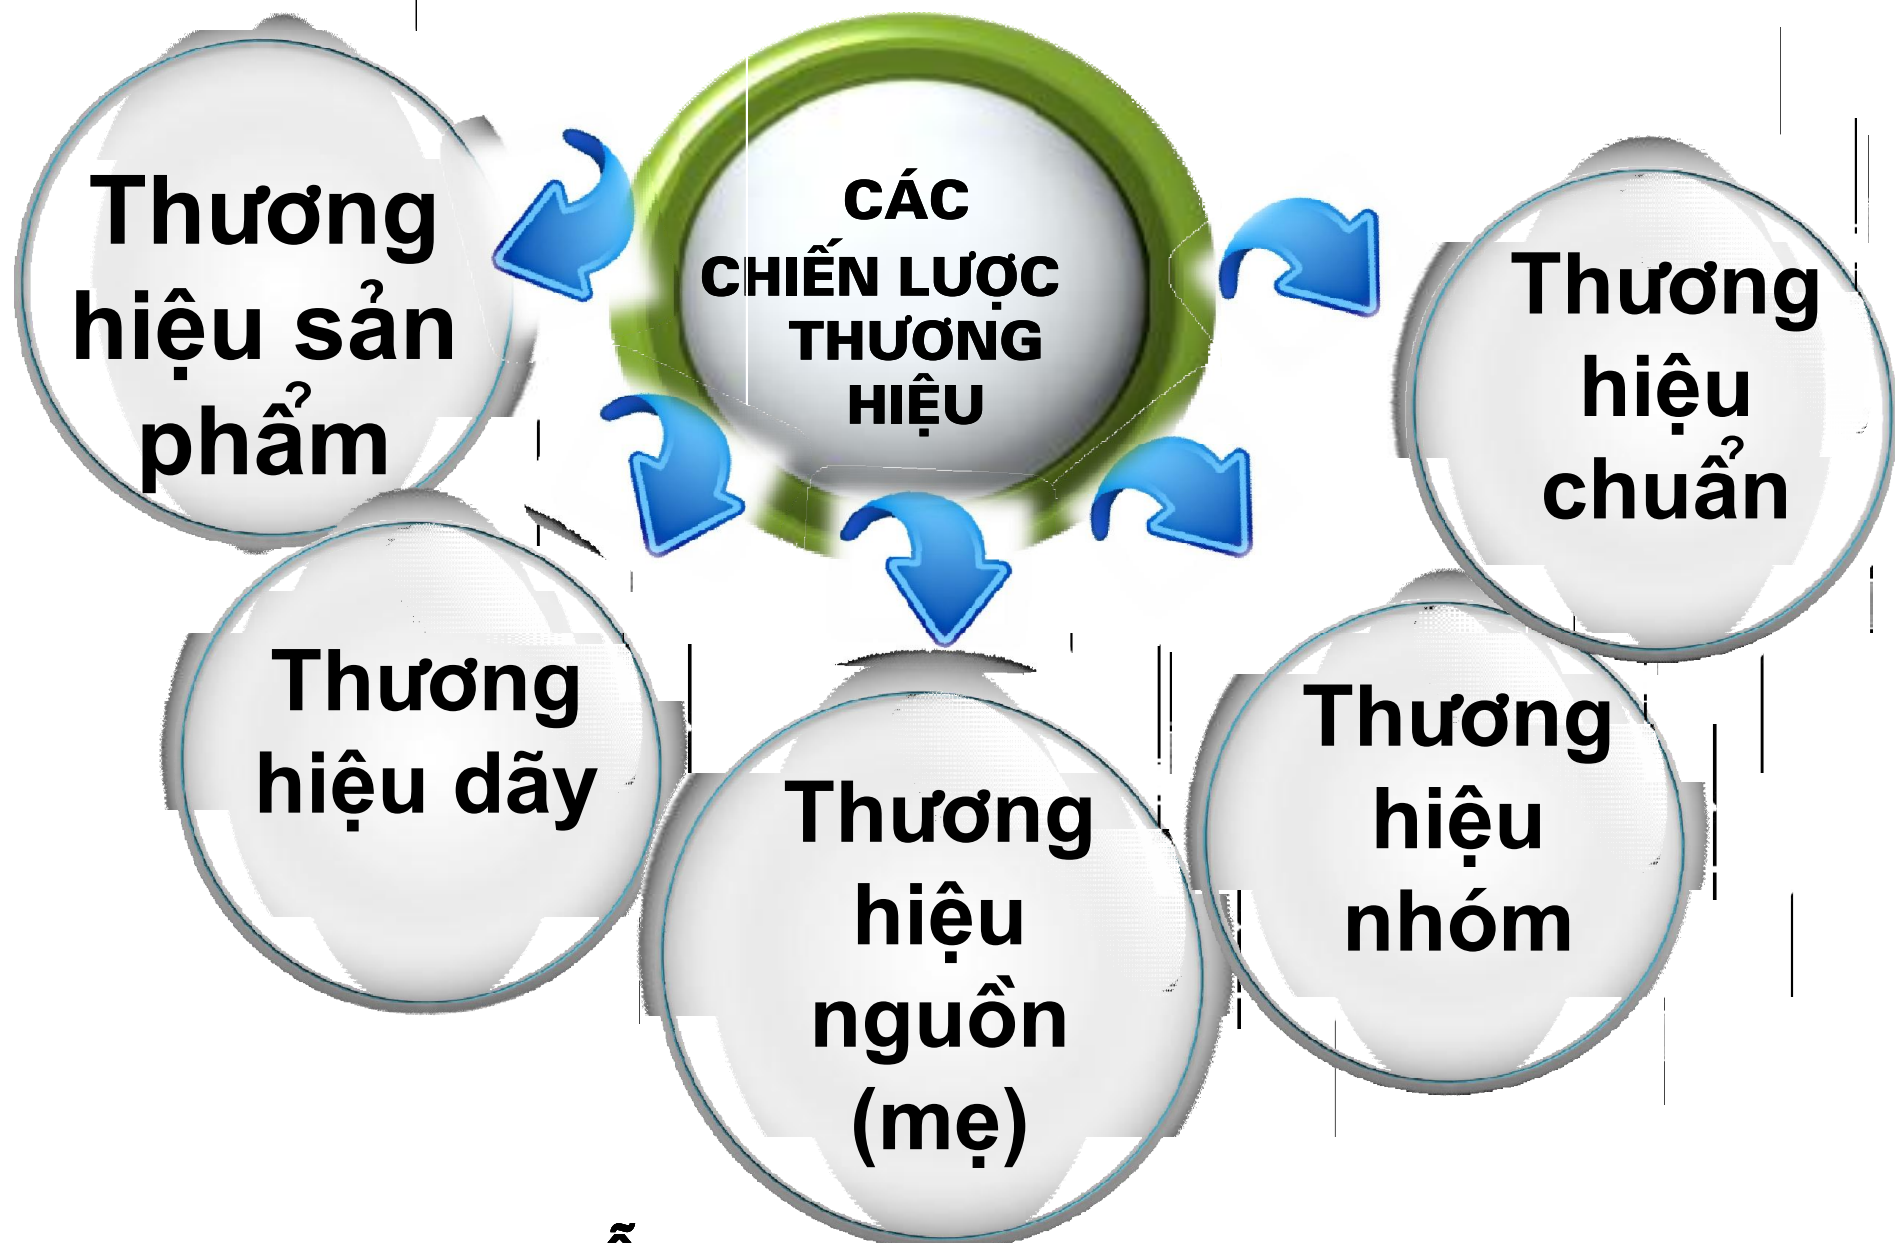 CÁC
CHIẾN LƯỢC
THƯƠNG
HIỆU
Thương
hiệu sản
phẩm
Thương
hiệu dãy
Thương
hiệu
nguồn
(mẹ)
Thương
hiệu
nhóm
Thương
hiệu
chuẩn